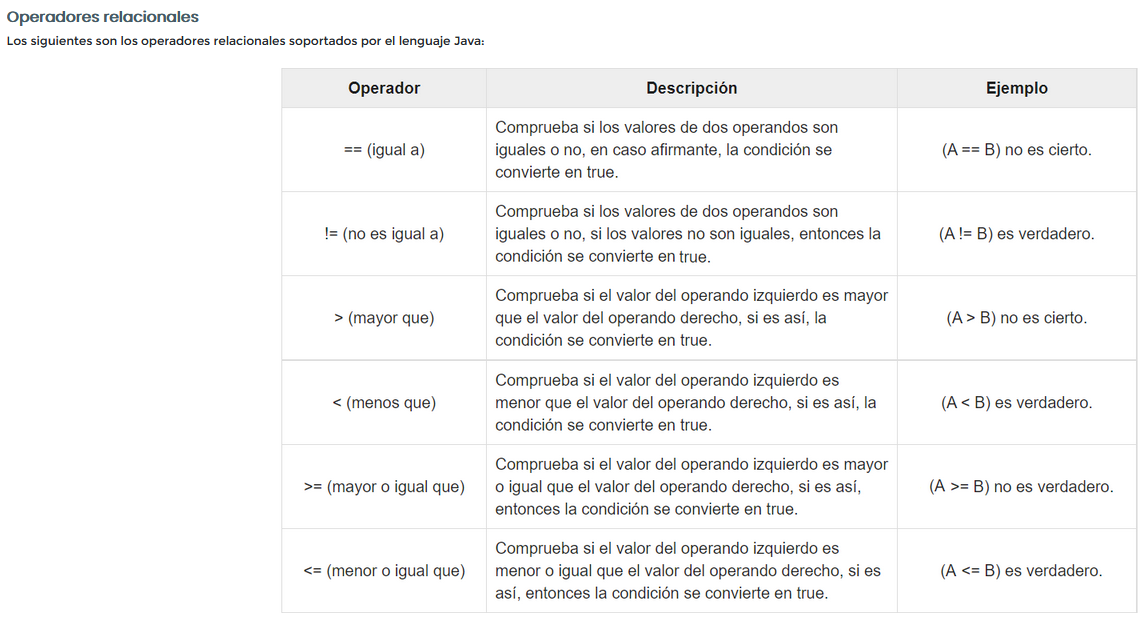 Operadores relacionales
Los siguientes son los operadores relacionales soportados por el lenguaje Java:
Operador
Descripción
Ejemplo
== (igual a)
Comprueba si los valores de dos operandos son
iguales o no, en caso afirmante, la condición se
convierte en true.
(A == B) no es cierto.
!= (no es igual a)
Comprueba si los valores de dos operandos son
iguales o no, si los valores no son iguales, entonces la
condición se convierte en true.
(A != B) es verdadero.
> (mayor que)
Comprueba si el valor del operando izquierdo es mayor
que el valor del operando derecho, si es así, la
condición se convierte en true.
(A > B) no es cierto.
< (menos que)
Comprueba si el valor del operando izquierdo es
menor que el valor del operando derecho, si es así, la
condición se convierte en true.
(A < B) es verdadero.
>= (mayor o igual que)
Comprueba si el valor del operando izquierdo es mayor
o igual que el valor del operando derecho, si es así,
entonces la condición se convierte en true.
(A >= B) no es verdadero.
<= (menor o igual que)
Comprueba si el valor del operando izquierdo es
menor o igual que el valor del operando derecho, si es
así, entonces la condición se convierte en true.
(A <= B) es verdadero.